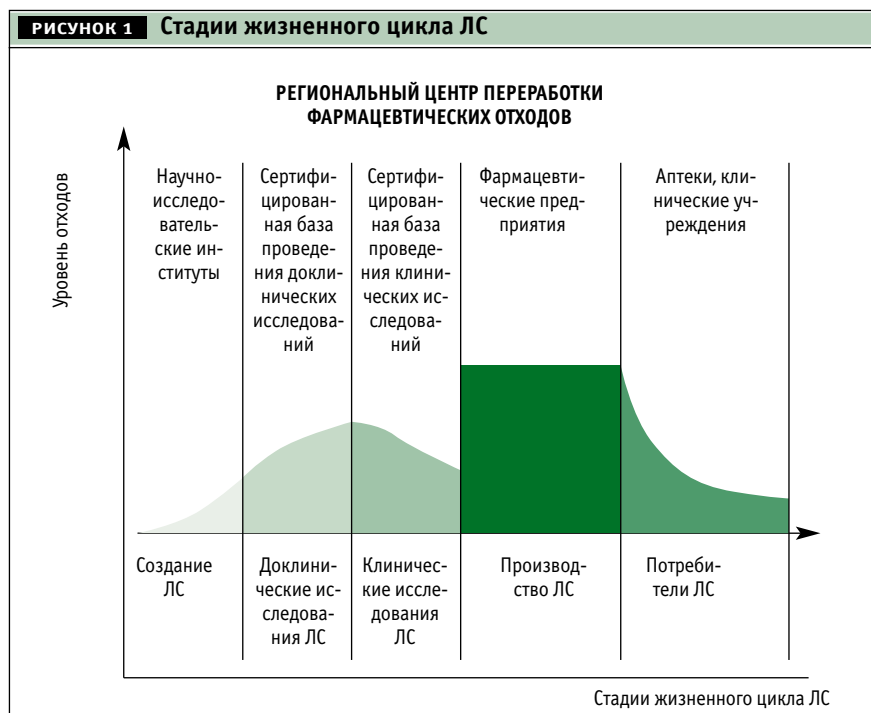 РИСУНОК 1 Стадии жизненного цикла ЛС
РЕГИОНАЛЬНЫЙ ЦЕНТР ПЕРЕРАБОТКИ
ФАРМАЦЕВТИЧЕСКИХ ОТХОДОВ
Уровень отходов
Научно-
исследо-
ватель-
ские ин-
ституты
Сертифи-
цирован-
ная база
проведе-
ния докли-
нических
исследова-
ний
Сертифи-
цирован-
ная база
проведе-
ния клини-
ческих ис-
следова-
ний
Фармацевти-
ческие пред-
приятия
Аптеки, кли-
нические уч-
реждения
Создание
ЛС
Доклини-
ческие ис-
следова-
ния ЛС
Клиничес-
кие иссле-
дования
ЛС
Производ-
ство ЛС
Потреби-
тели ЛС
Стадии жизненного цикла ЛС